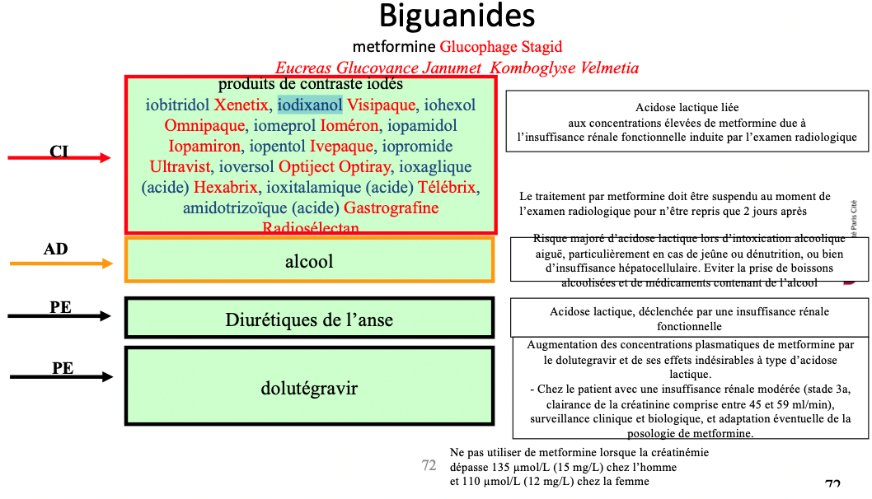 Biguanides
metformine Glucophage Stagid
Eucreas Glucovance Janumet Komboglyse Velmetia
CI
produits de contraste iodés
iobitridol Xenetix, iodixanol Visipaque, iohexol
Omnipaque, iomeprol Ioméron, iopamidol
Iopamiron, iopentol Ivepaque, iopromide
Ultravist, ioversol Optiject Optiray, ioxaglique
(acide) Hexabrix, ioxitalamique (acide) Télébrix,
amidotrizoïque (acide) Gastrografine
Radiosélectan
Acidose lactique liée
aux concentrations élevées de metformine due à
l’insuffisance rénale fonctionnelle induite par l’examen radiologique
Le traitement par metformine doit être suspendu au moment de
l’examen radiologique pour n’être repris que 2 jours après
Paris Cité
AD
alcool
Risque majoré d’acidose lactique lors d’intoxication alcoolique
aiguë, particulièrement en cas de jeûne ou dénutrition, ou bien
d’insuffisance hépatocellulaire. Eviter la prise de boissons
alcoolisées et de médicaments contenant de l’alcool
PE
Diurétiques de l’anse
Acidose lactique, déclenchée par une insuffisance rénale
fonctionnelle
PE
dolutégravir
Augmentation des concentrations plasmatiques de metformine par
le dolutegravir et de ses effets indésirables à type d’acidose
lactique.
- Chez le patient avec une insuffisance rénale modérée (stade 3a,
clairance de la créatinine comprise entre 45 et 59 ml/min),
surveillance clinique et biologique, et adaptation éventuelle de la
posologie de metformine.
72
Ne pas utiliser de metformine lorsque la créatinémie
dépasse 135 µmol/L (15 mg/L) chez l’homme
et 110 µmol/L (12 mg/L) chez la femme
72